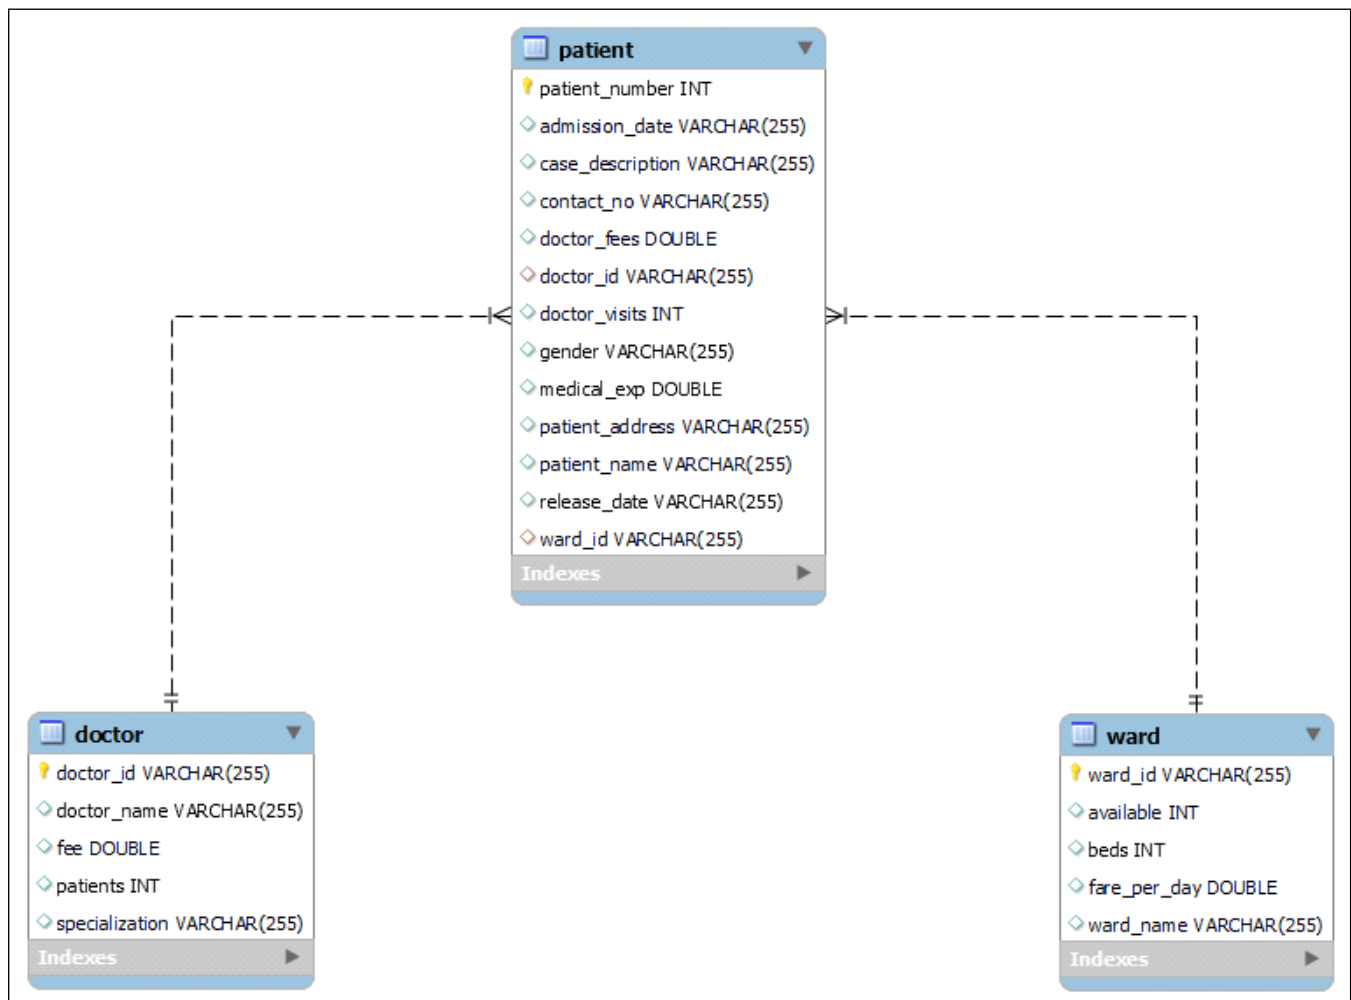 patient
patient_number INT
admission_date VARCHAR(255)
case_description VARCHAR(255)
contact_no VARCHAR(255)
doctor_fees DOUBLE
doctor_id VARCHAR(255)
doctor_visits INT
gender VARCHAR(255)
medical_exp DOUBLE
patient_address VARCHAR(255)
patient_name VARCHAR(255)
release_date VARCHAR(255)
ward_id VARCHAR(255)
Indexes
doctor
doctor_id VARCHAR(255)
doctor_name VARCHAR(255)
fee DOUBLE
patients INT
specialization VARCHAR(255)
Indexes
ward
ward_id VARCHAR(255)
available INT
beds INT
fare_per_day DOUBLE
ward_name VARCHAR(255)
Indexes